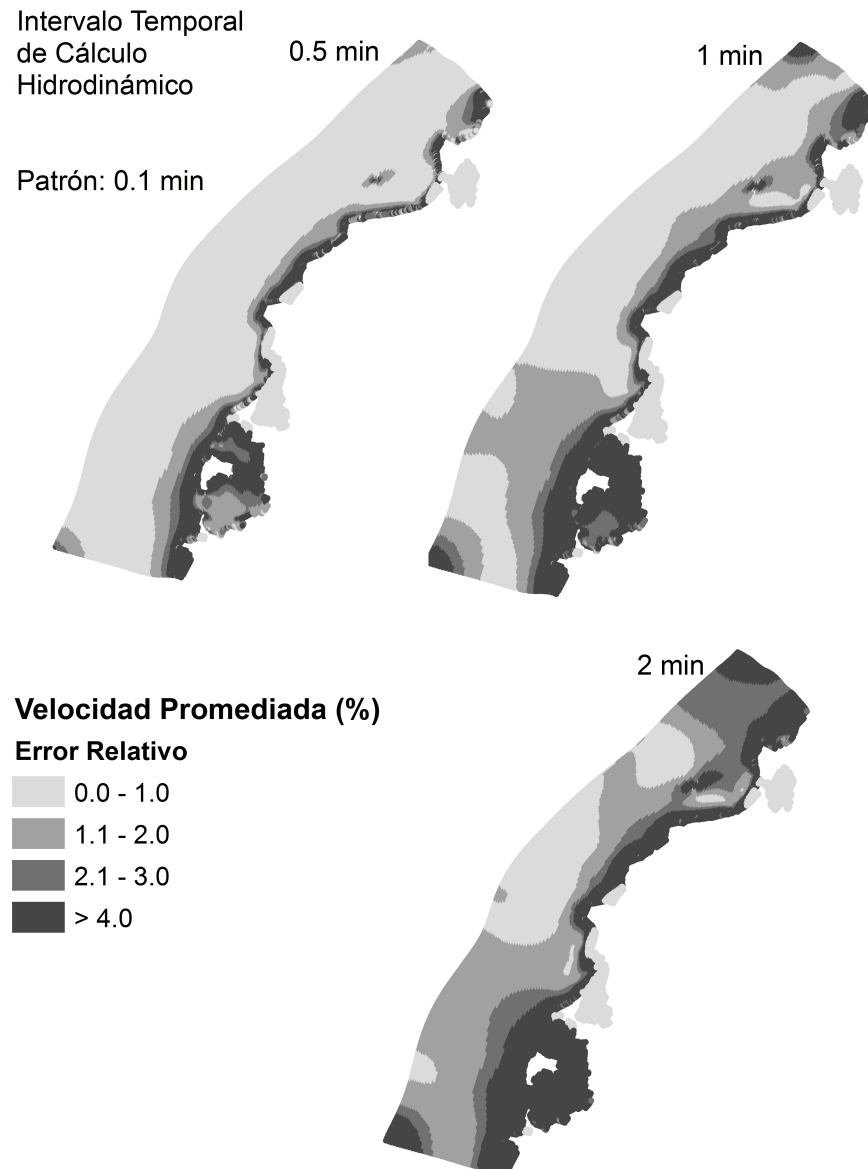 Intervalo Temporal
de Cálculo
Hidrodinámico
0.5 min
1 min
Patrón: 0.1 min
2 min
Velocidad Promediada (%)
Error Relativo
0.0 - 1.0
1.1 - 2.0
2.1 - 3.0
> 4.0